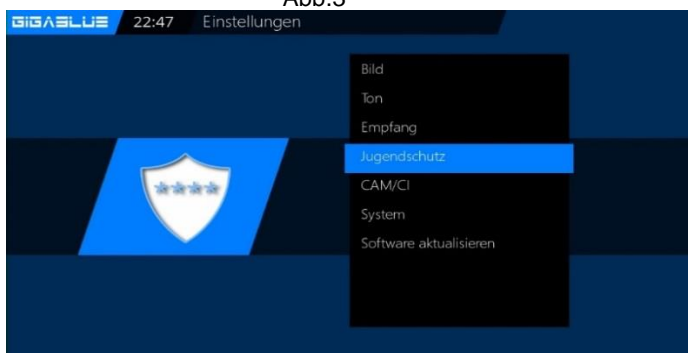 Abb.3
GIGABLUE 22:47 Einstellungen
Bild
Ton
Empfang
Jugendschutz
CAM/CI
System
Software aktualisieren
****